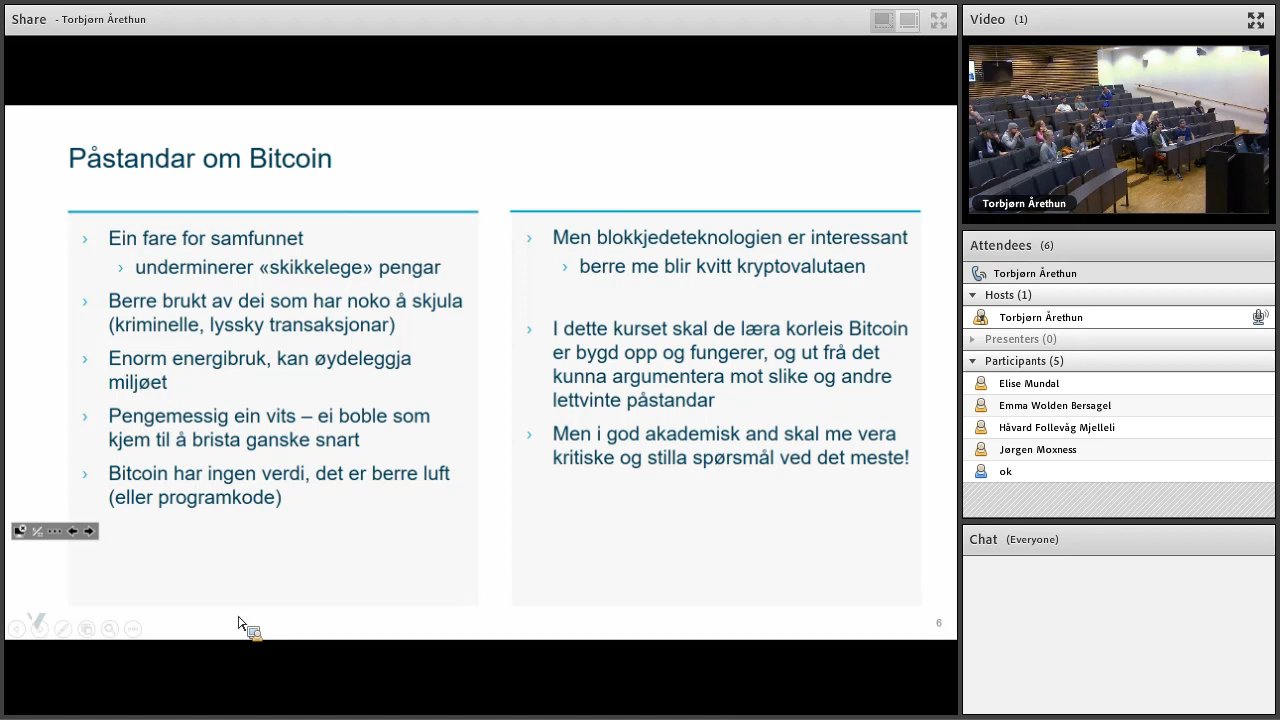 Share - Torbjørn Årethun
Påstandar om Bitcoin
› Ein fare for samfunnet
› underminerer «skikkelege» pengar
› Berre brukt av dei som har noko å skjula
(kriminelle, lyssky transaksjonar)
› Enorm energibruk, kan øydeleggja
miljøet
› Pengemessig ein vits – ei boble som
kjem til å brista ganske snart
› Bitcoin har ingen verdi, det er berre luft
(eller programkode)
› Men blokkjedeteknologien er interessant
› berre me blir kvitt kryptovalutaen
› I dette kurset skal de læra korleis Bitcoin
er bygd opp og fungerer, og ut frå det
kunna argumentera mot slike og andre
lettvinte påstandar
› Men i god akademisk and skal me vera
kritiske og stilla spørsmål ved det meste!
6
Video (1)
Torbjørn Årethun
Attendees (6)
Torbjørn Årethun
Hosts (1)
Torbjørn Årethun
Presenters (0)
Participants (5)
Elise Mundal
Emma Wolden Bersagel
Håvard Follevåg Mjelleli
Jørgen Moxness
ok
Chat (Everyone)